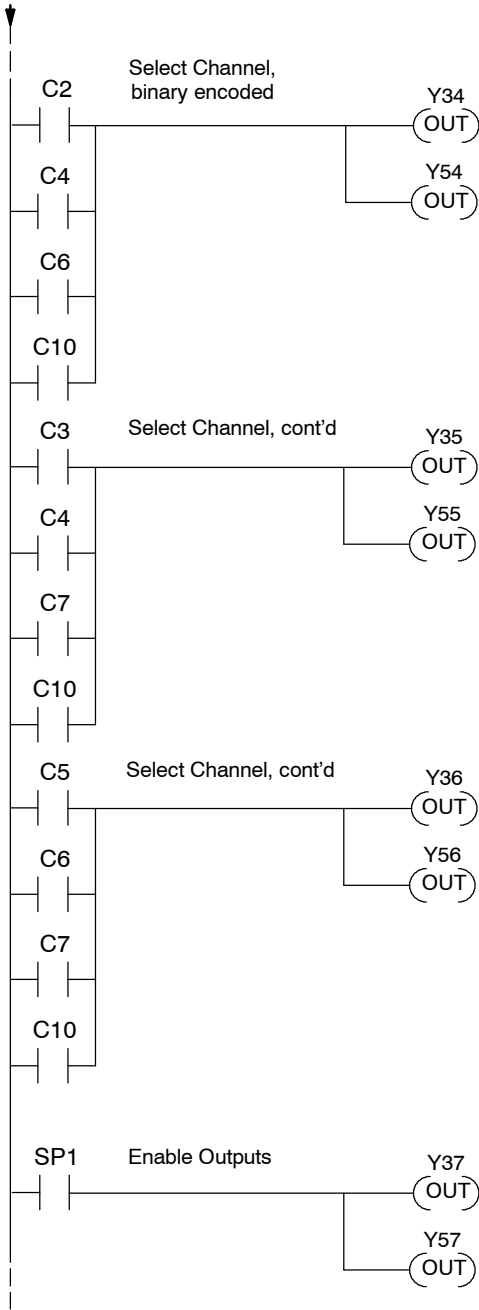 Select Channel,
binary encoded
C2
Y34
OUT
C4
Y54
OUT
C6
C10
C3
Select Channel, cont'd
Y35
OUT
C4
Y55
OUT
C7
C10
C5
Select Channel, cont'd
Y36
OUT
C6
Y56
OUT
C7
C10
SP1
Enable Outputs
Y37
OUT
Y57
OUT